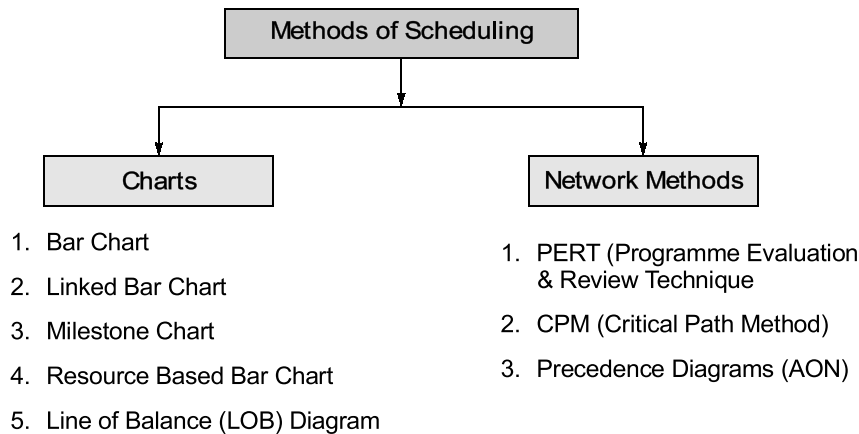 Methods of Scheduling
Charts
1. Bar Chart
2. Linked Bar Chart
3. Milestone Chart
4. Resource Based Bar Chart
5. Line of Balance (LOB) Diagram
Network Methods
1. PERT (Programme Evaluation
& Review Technique
2. CPM (Critical Path Method)
3. Precedence Diagrams (AON)